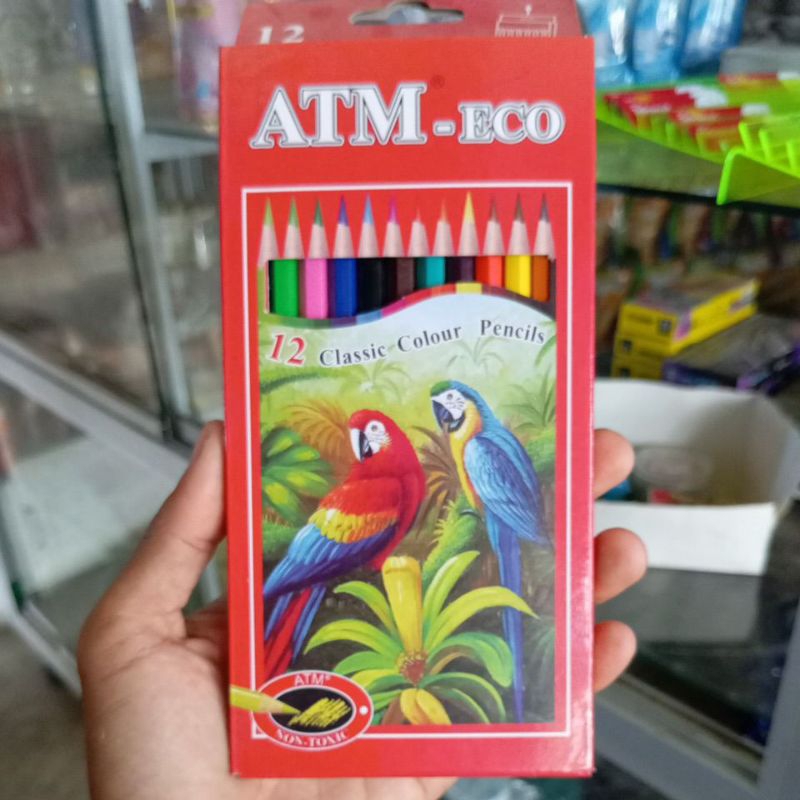 12
ATM®-ECO
12 Classic Colour Pencils
ATM®
NON-TOXIC